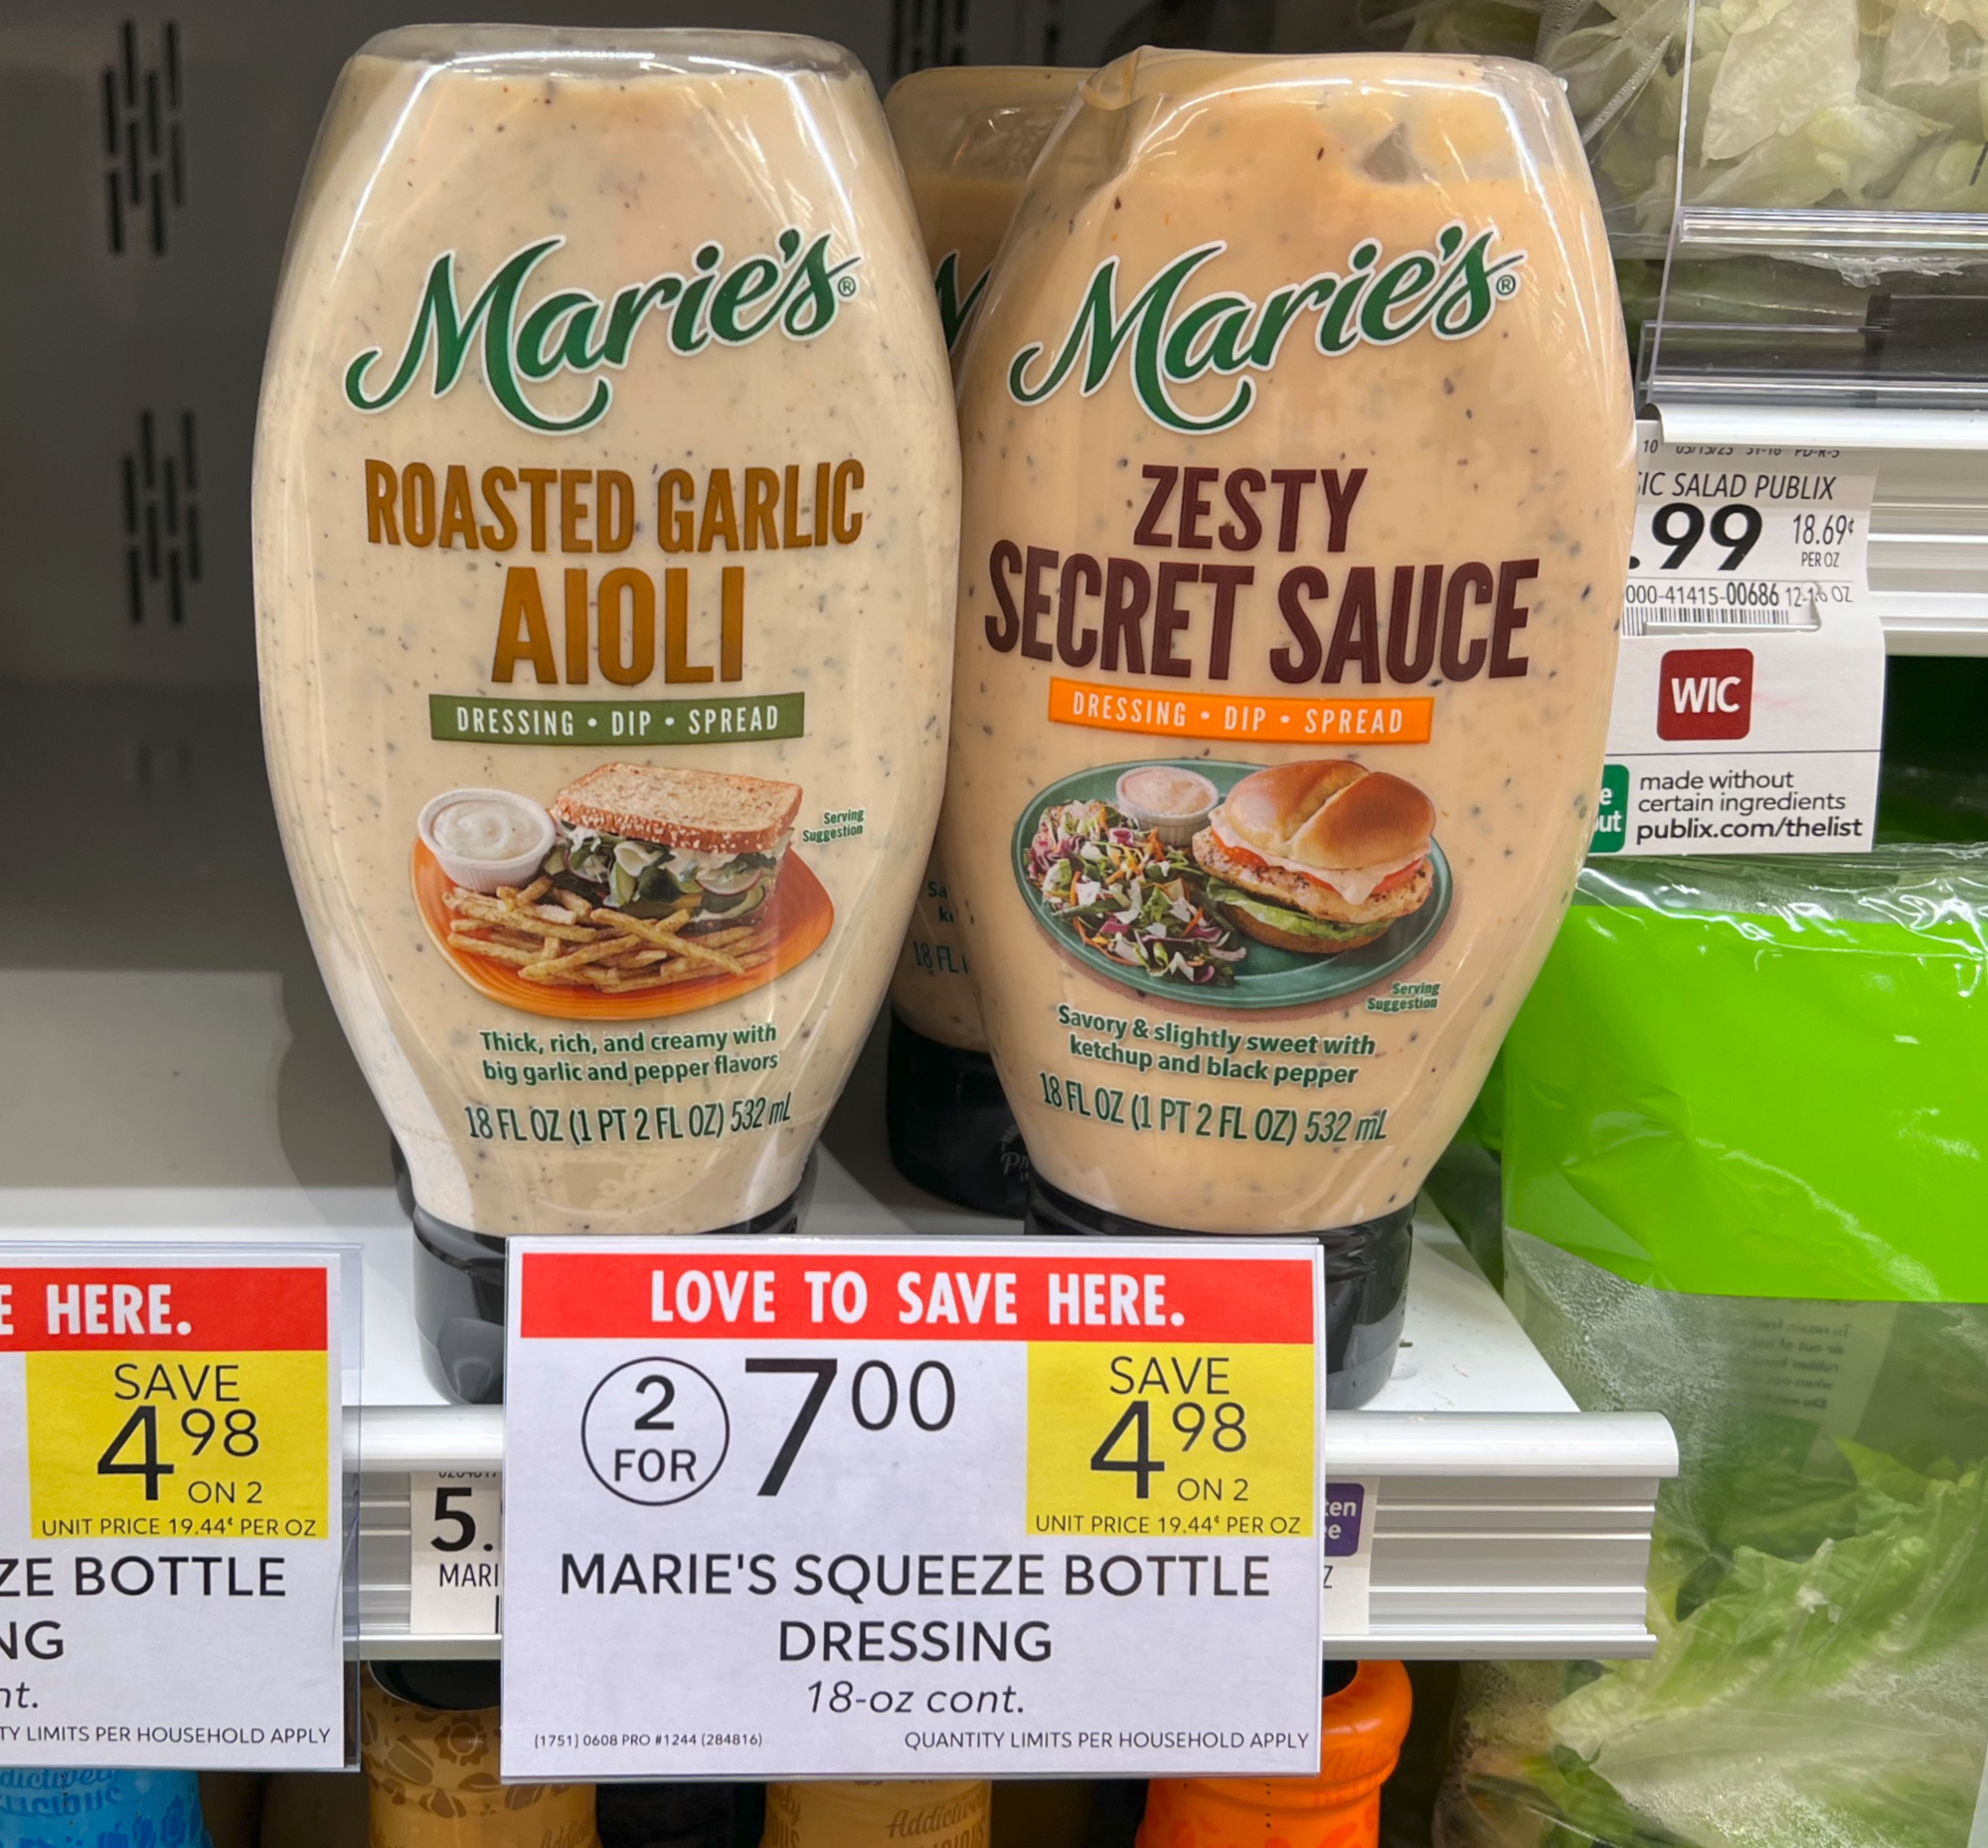 Marie's®
ROASTED GARLIC
AIOLI
DRESSING • DIP • SPREAD
Serving
Suggestion
Thick, rich, and creamy with
big garlic and pepper flavors
18 FL OZ (1 PT 2 FL OZ) 532 mL
Marie's®
ZESTY
SECRET SAUCE
DRESSING • DIP • SPREAD
Serving
Suggestion
Savory & slightly sweet with
ketchup and black pepper
18 FL OZ (1 PT 2 FL OZ) 532 mL
18 FL
SALAD PUBLIX
.99 18.69¢
PER OZ
000-41415-00686
WIC
made without
certain ingredients
publix.com/thelist
HERE.
SAVE
4 98
ON 2
UNIT PRICE 19.44¢ PER OZ
BOTTLE
LIMITS PER HOUSEHOLD APPLY
5.
LOVE TO SAVE HERE.
2 FOR 7 00
SAVE
4 98
ON 2
UNIT PRICE 19.44¢ PER OZ
MARIE'S SQUEEZE BOTTLE
DRESSING
18-oz cont.
(1751) 0608 PRO #1244 (284816) QUANTITY LIMITS PER HOUSEHOLD APPLY